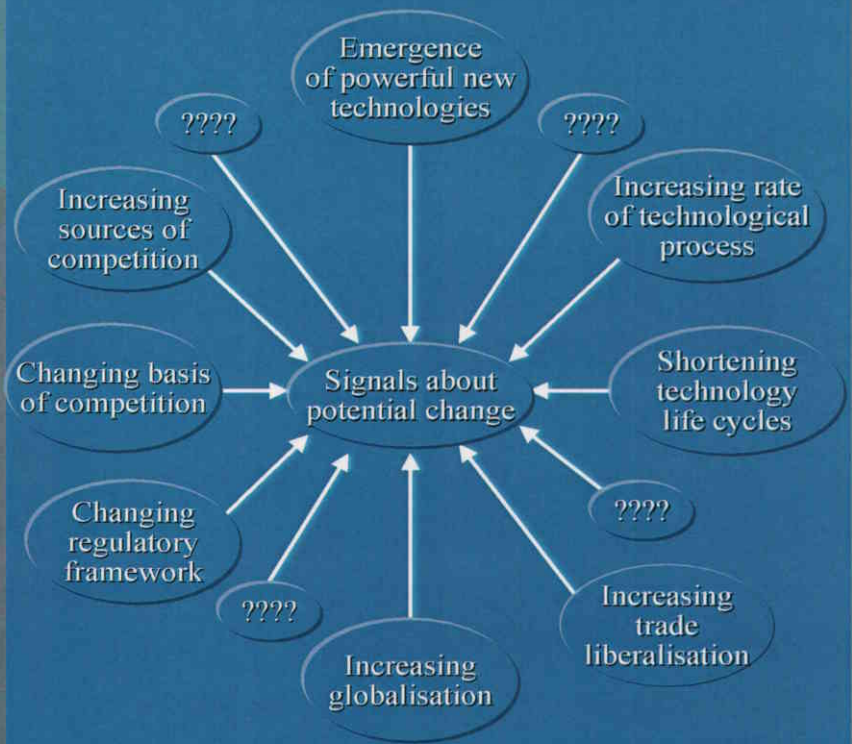 Emergence
of powerful new
technologies
????
????
Increasing
sources of
competition
Increasing rate
of technological
process
Changing basis
of competition
Signals about
potential change
Shortening
technology
life cycles
Changing
regulatory
framework
????
????
Increasing
trade
liberalisation
Increasing
globalisation